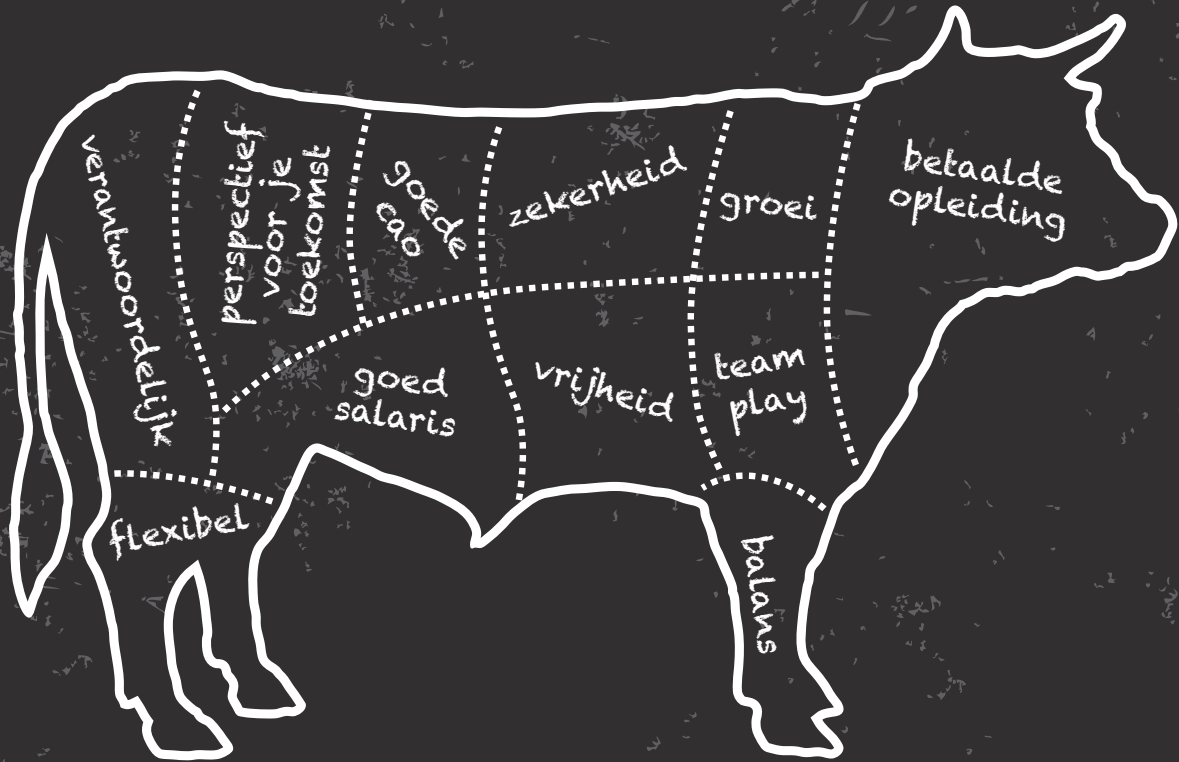 verantwoordelijk
perspectief
voor je
toekomst
goede
cao
zekerheid
groei
betaalde
opleiding
goed
salaris
vrijheid
team
play
flexibel
balans